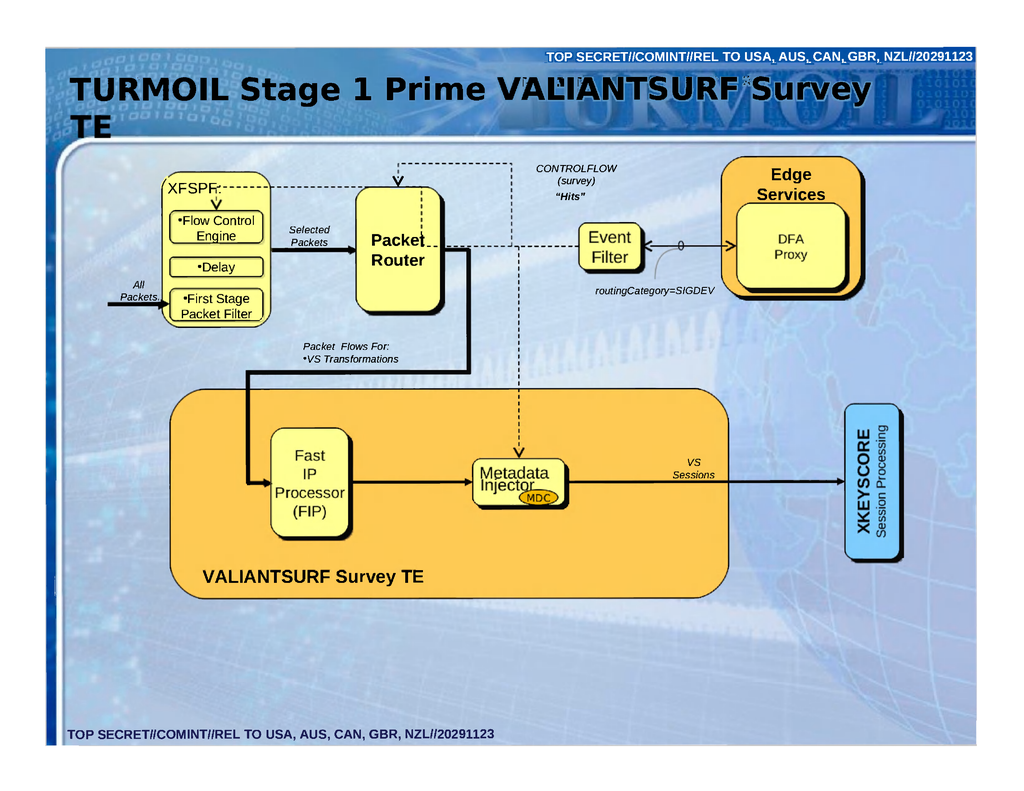 TOP SECRET//COMINT//REL TO USA, AUS, CAN, GBR, NZL//20291123
TURMOIL Stage 1 Prime VALIANTSURF Survey
TE
XFSPF:
•Flow Control
Engine
•Delay
•First Stage
Packet Filter
All
Packets
Selected
Packets
Packet
Router
CONTROLFLOW
(survey)
“Hits”
Event
Filter
0
routingCategory=SIGDEV
Edge
Services
DFA
Proxy
Packet Flows For:
•VS Transformations
Fast
IP
Processor
(FIP)
Metadata
Injector
MDC
VS
Sessions
XKEYSCORE
Session Processing
VALIANTSURF Survey TE
TOP SECRET//COMINT//REL TO USA, AUS, CAN, GBR, NZL//20291123